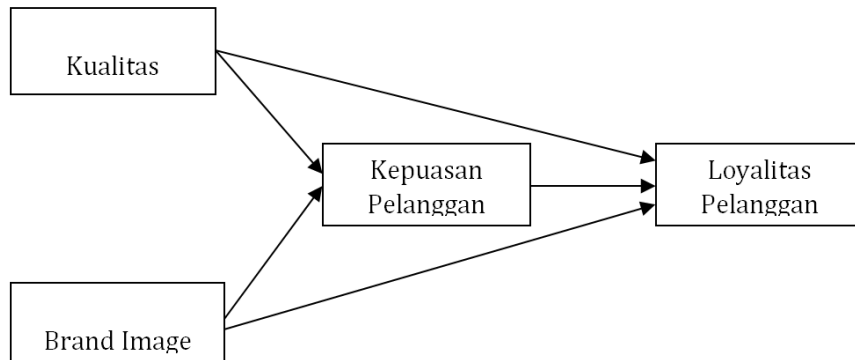 Kualitas
Kepuasan
Pelanggan
Loyalitas
Pelanggan
Brand Image